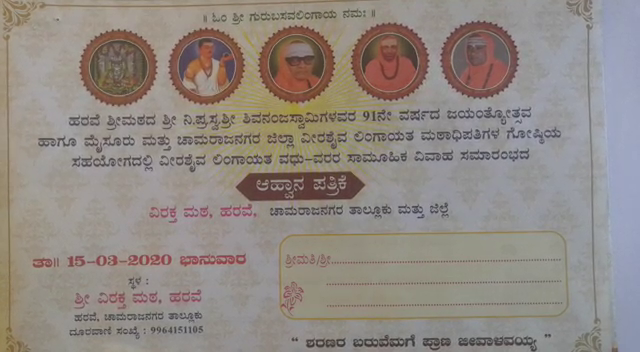 || ಓಂ ಶ್ರೀ ಗುರುಬಸವಲಿಂಗಾಯ ನಮಃ ||
ಹರವೆ ಶ್ರೀಮಠದ ಶ್ರೀ ನಿ.ಪ್ರಸ್ವಶ್ರೀ ಶಿವನಂಜಸ್ವಾಮಿಗಳವರ 91ನೇ ವರ್ಷದ ಜಯಂತ್ಯೋತ್ಸವ
ಹಾಗೂ ಮೈಸೂರು ಮತ್ತು ಚಾಮರಾಜನಗರ ಜಿಲ್ಲಾ ವೀರಶೈವ ಲಿಂಗಾಯತ ಮಠಾಧಿಪತಿಗಳ ಗೋಷ್ಠಿಯ
ಸಹಯೋಗದಲ್ಲಿ ವೀರಶೈವ ಲಿಂಗಾಯತ ವಧು-ವರರ ಸಾಮೂಹಿಕ ವಿವಾಹ ಸಮಾರಂಭದ
ಆಹ್ವಾನ ಪತ್ರಿಕೆ
ವಿರಕ್ತ ಮಠ, ಹರವೆ, ಚಾಮರಾಜನಗರ ತಾಲ್ಲೂಕು ಮತ್ತು ಜಿಲ್ಲೆ
ತಾ|| 15-03-2020 ಭಾನುವಾರ
ಸ್ಥಳ :
ಶ್ರೀ ವಿರಕ್ತ ಮಠ, ಹರವೆ
ಹರವೆ, ಚಾಮರಾಜನಗರ ತಾಲ್ಲೂಕು
ದೂರವಾಣಿ ಸಂಖ್ಯೆ : 9964151105
ಶ್ರೀಮತಿ/ಶ್ರೀ
" ಶರಣರ ಬರುವೆಮಗೆ ಪ್ರಾಣ ಜೀವಾಳವಯ್ಯ "